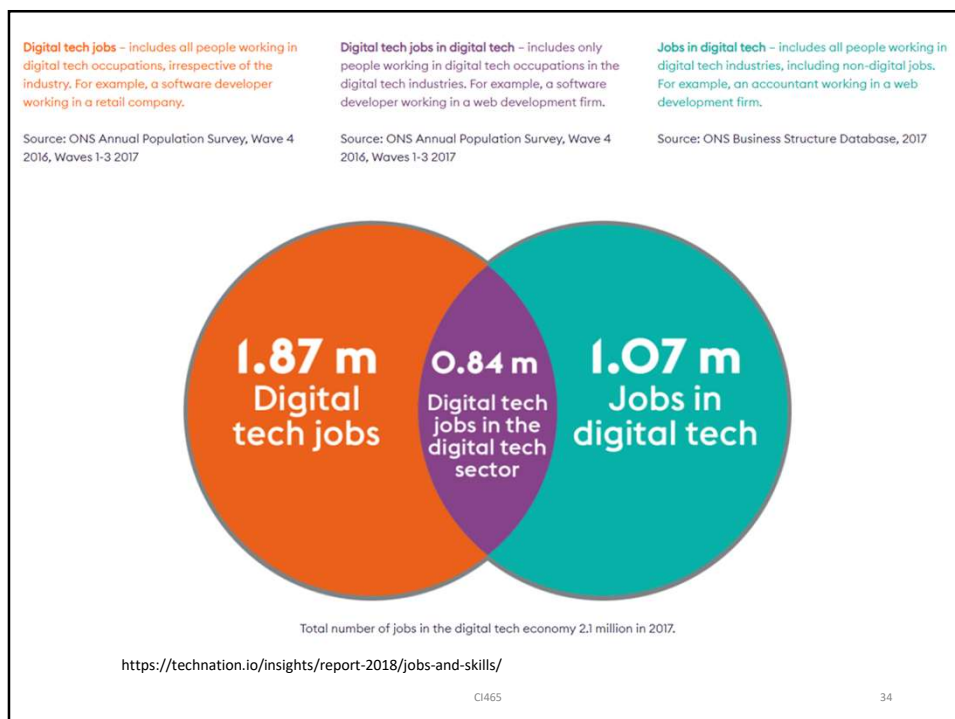 Digital tech jobs – includes all people working in
digital tech occupations, irrespective of the
industry. For example, a software developer
working in a retail company.
Source: ONS Annual Population Survey, Wave 4
2016, Waves 1-3 2017
Digital tech jobs in digital tech – includes only
people working in digital tech occupations in the
digital tech industries. For example, a software
developer working in a web development firm.
Source: ONS Annual Population Survey, Wave 4
2016, Waves 1-3 2017
Jobs in digital tech – includes all people working in
digital tech industries, including non-digital jobs.
For example, an accountant working in a web
development firm.
Source: ONS Business Structure Database, 2017
1.87 m
Digital
tech jobs
0.84 m
Digital tech
jobs in the
digital tech
sector
1.07 m
Jobs in
digital tech
Total number of jobs in the digital tech economy 2.1 million in 2017.
https://technation.io/insights/report-2018/jobs-and-skills/
CI465
34